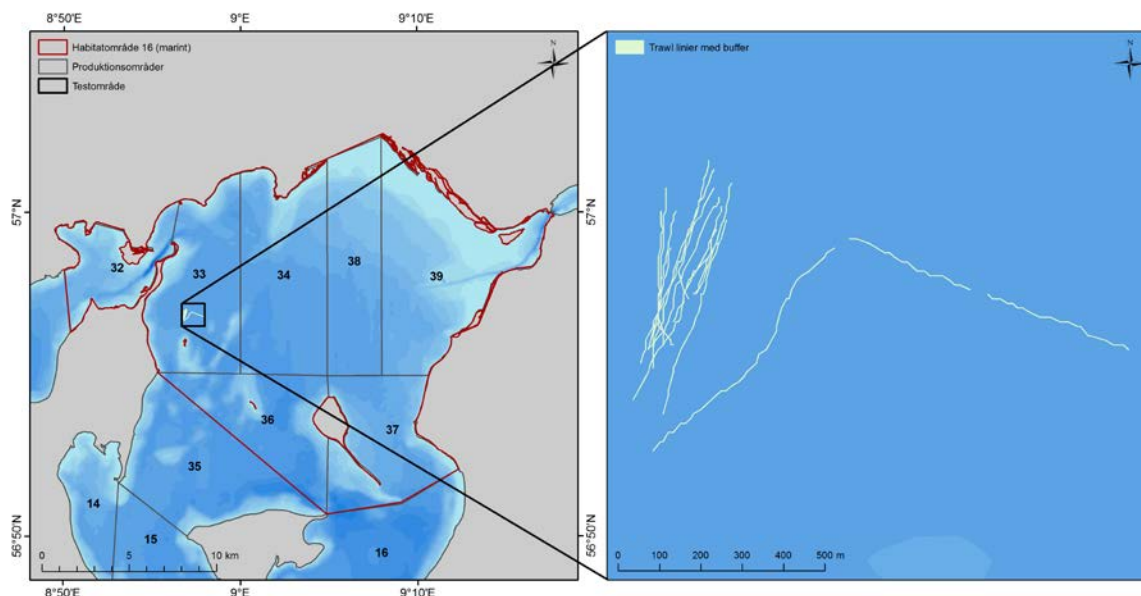 8°50'E
9°E
9°10'E
Habitatområde 16 (marint)
Produktionsområder
Testområde
N
57°N
32
33
34
38
39
36
37
35
14
15
16
0
5
10 km
56°50'N
8°50'E
9°E
9°10'E
Trawl linier med buffer
N
57°N
56°50'N
0
100
200
300
400
500 m